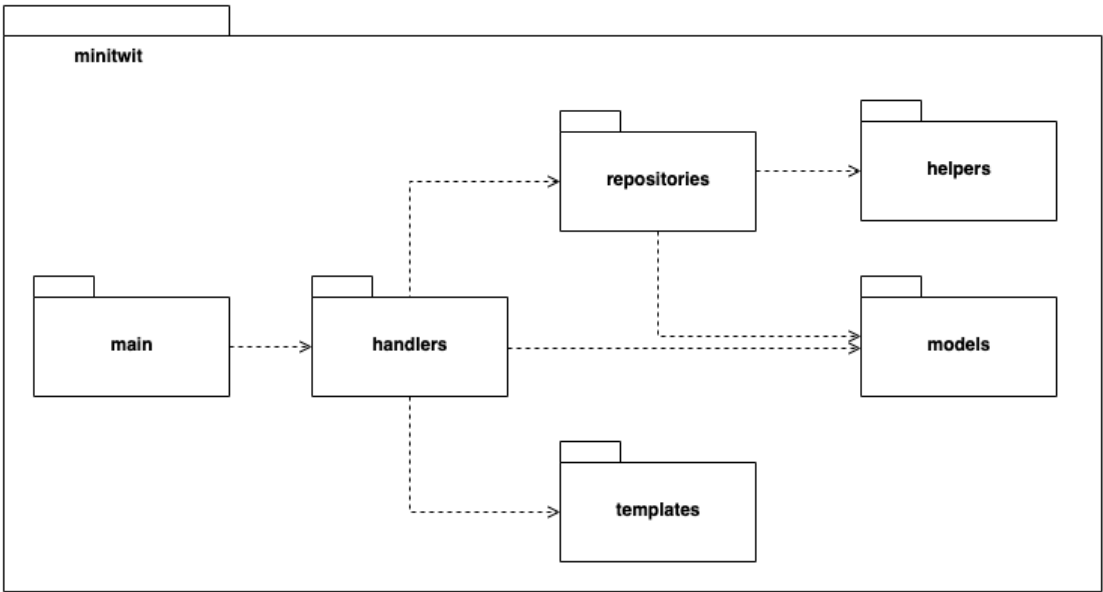 minitwit
repositories
helpers
main
handlers
models
templates